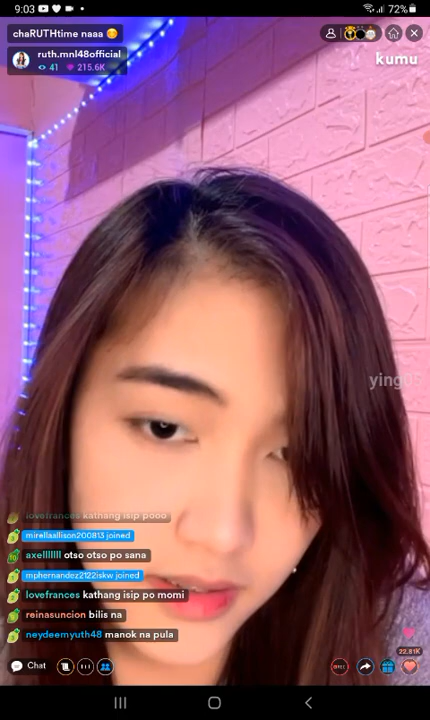 9:03
72%
chaRUTHtime naaa
ruth.mnl48official
41 215.6K
kumu
ying
lovefrances kathang isip pooo
mirellaallison200813 joined
axelllllll otso otso po sana
mphernandez2122iskw joined
lovefrances kathang isip po momi
reinasuncion bilis na
neydeemyuth48 manok na pula
22.81K
Chat